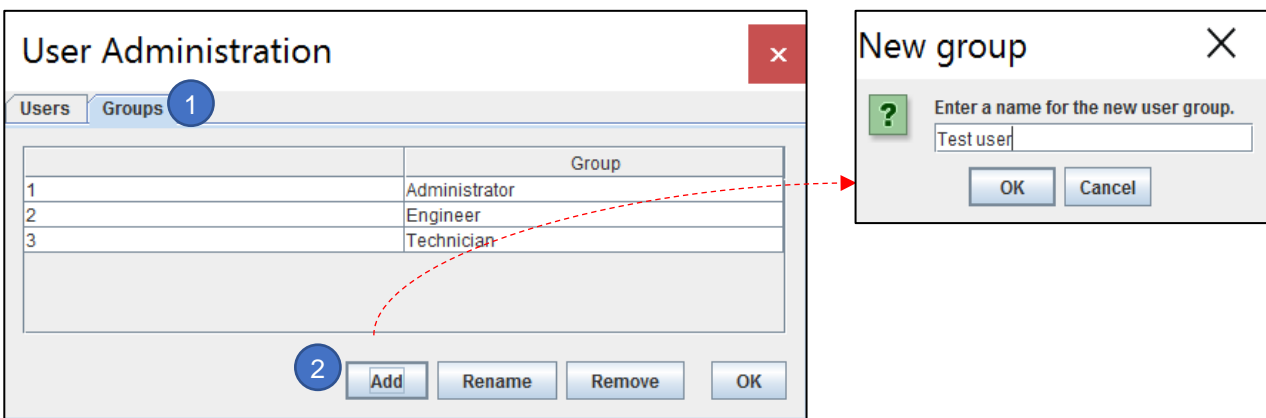 User Administration
×
Users Groups 1
Group
1 Administrator
2 Engineer
3 Technician
2 Add Rename Remove OK
New group
?
Enter a name for the new user group.
Test user
OK Cancel